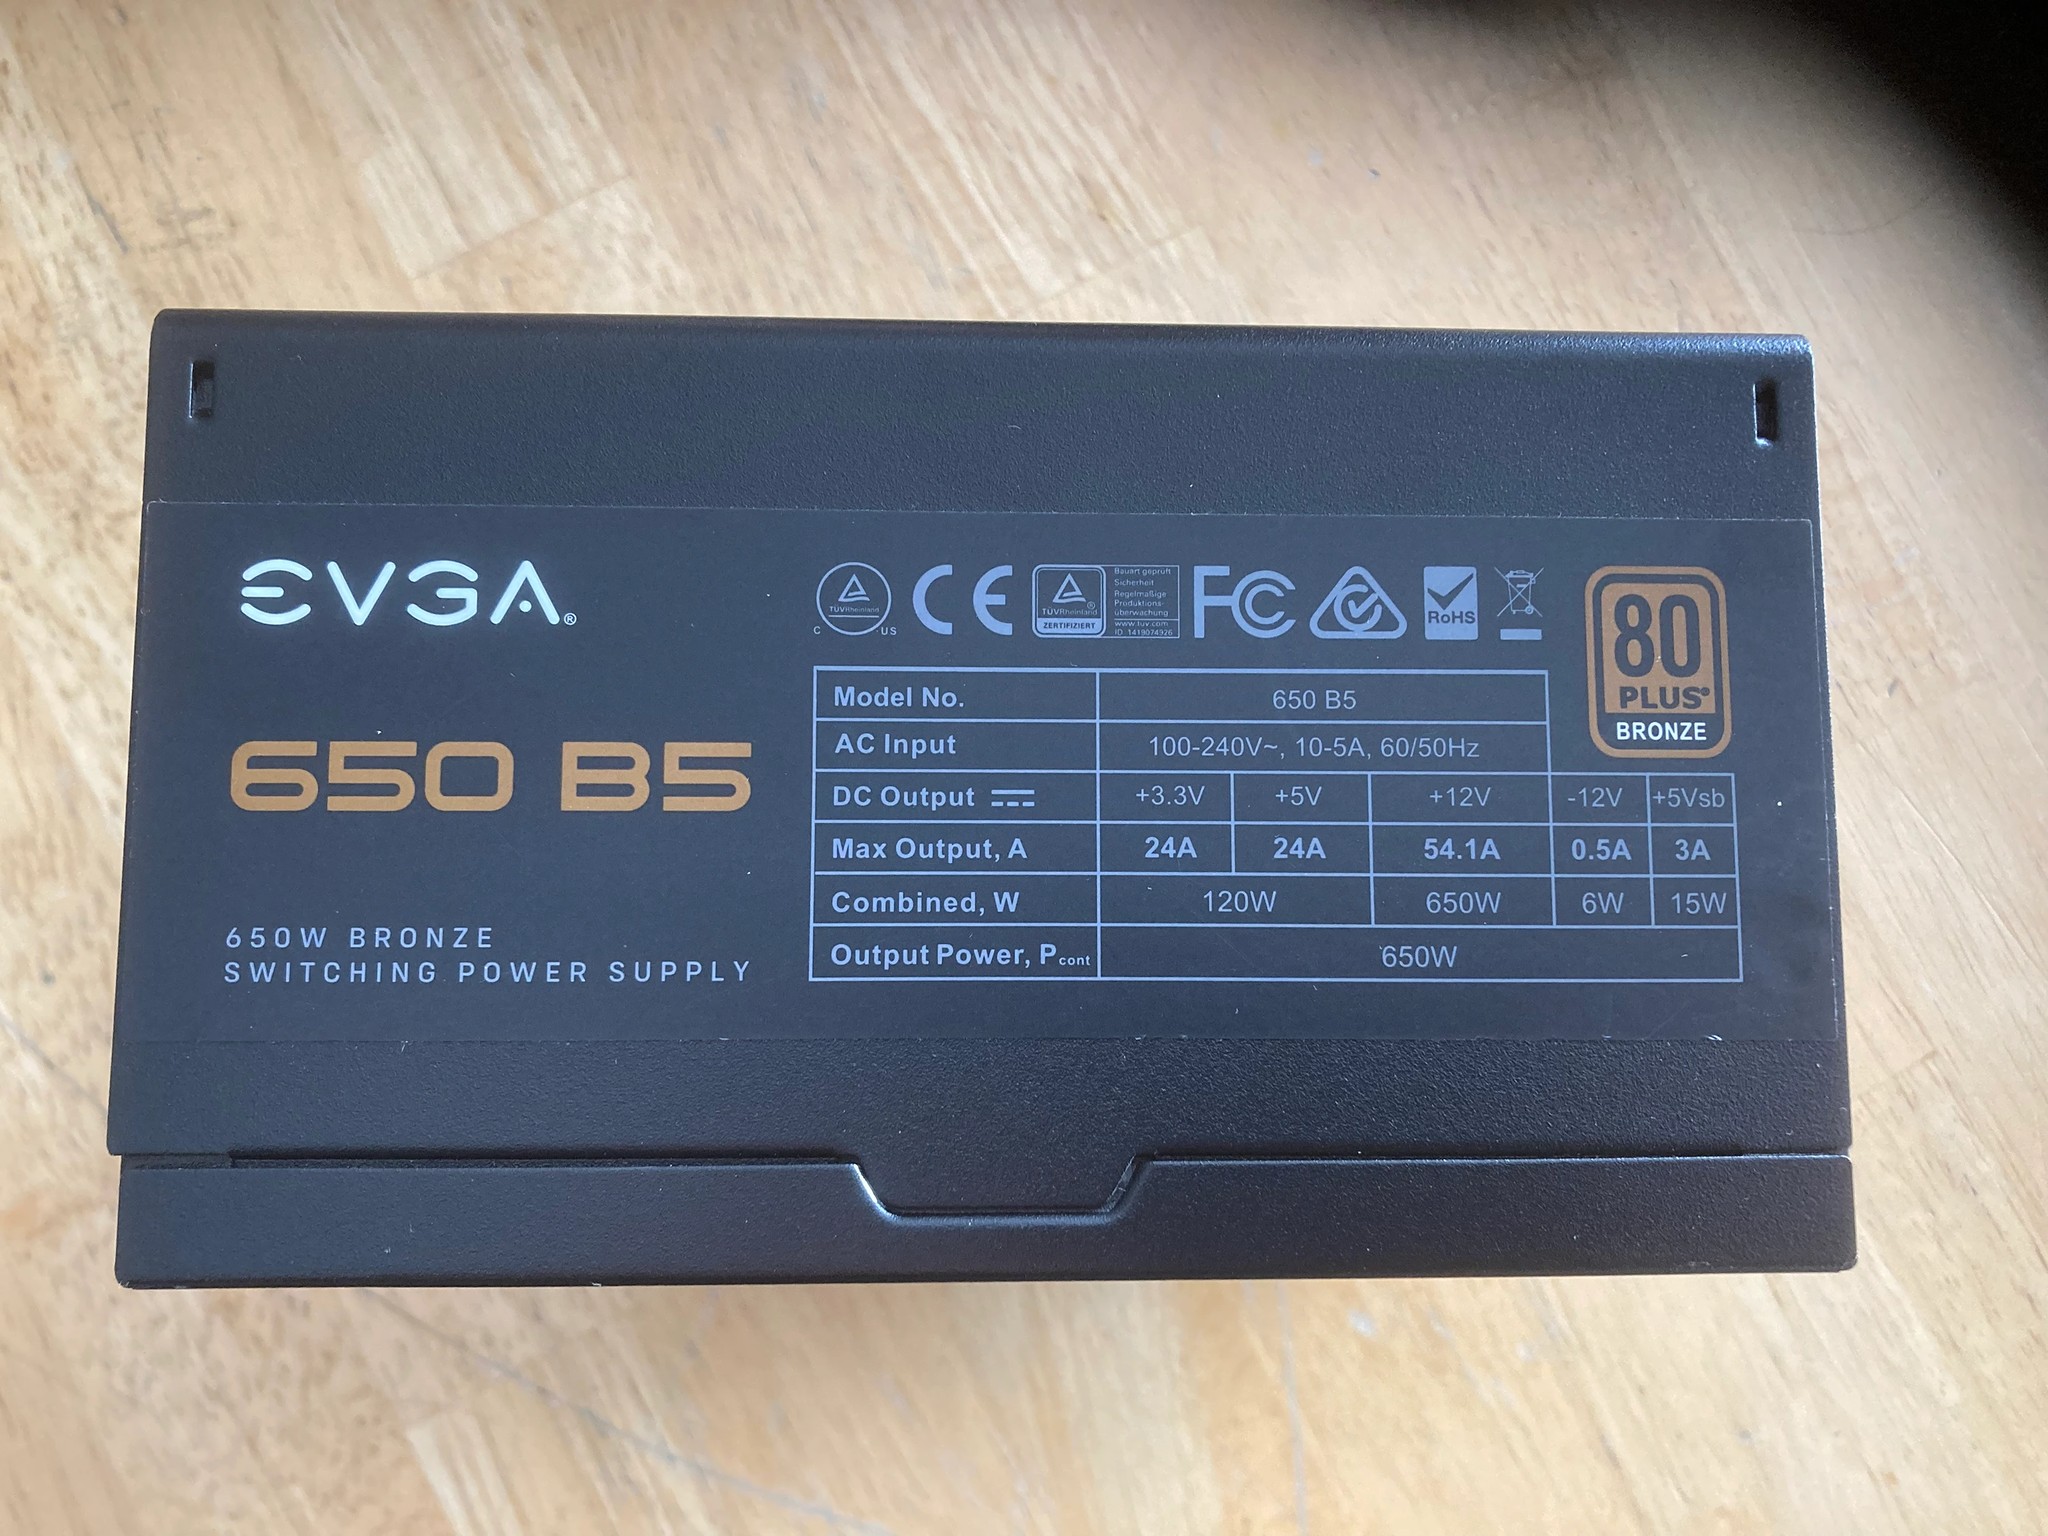 EVGA®
650 B5
650W BRONZE
SWITCHING POWER SUPPLY
TÜVRheinland
C US
CE
TÜVRheinland®
ZERTIFIZIERT
Bauart geprüft
Sicherheit
Regelmäßige
Produktions-
überwachung
www.tuv.com
ID 1419074926
FC
RoHS
80
PLUS®
BRONZE
Model No. 650 B5
AC Input 100-240V~, 10-5A, 60/50Hz
DC Output +3.3V +5V +12V -12V +5Vsb
Max Output, A 24A 24A 54.1A 0.5A 3A
Combined, W 120W 650W 6W 15W
Output Power, Pcont 650W